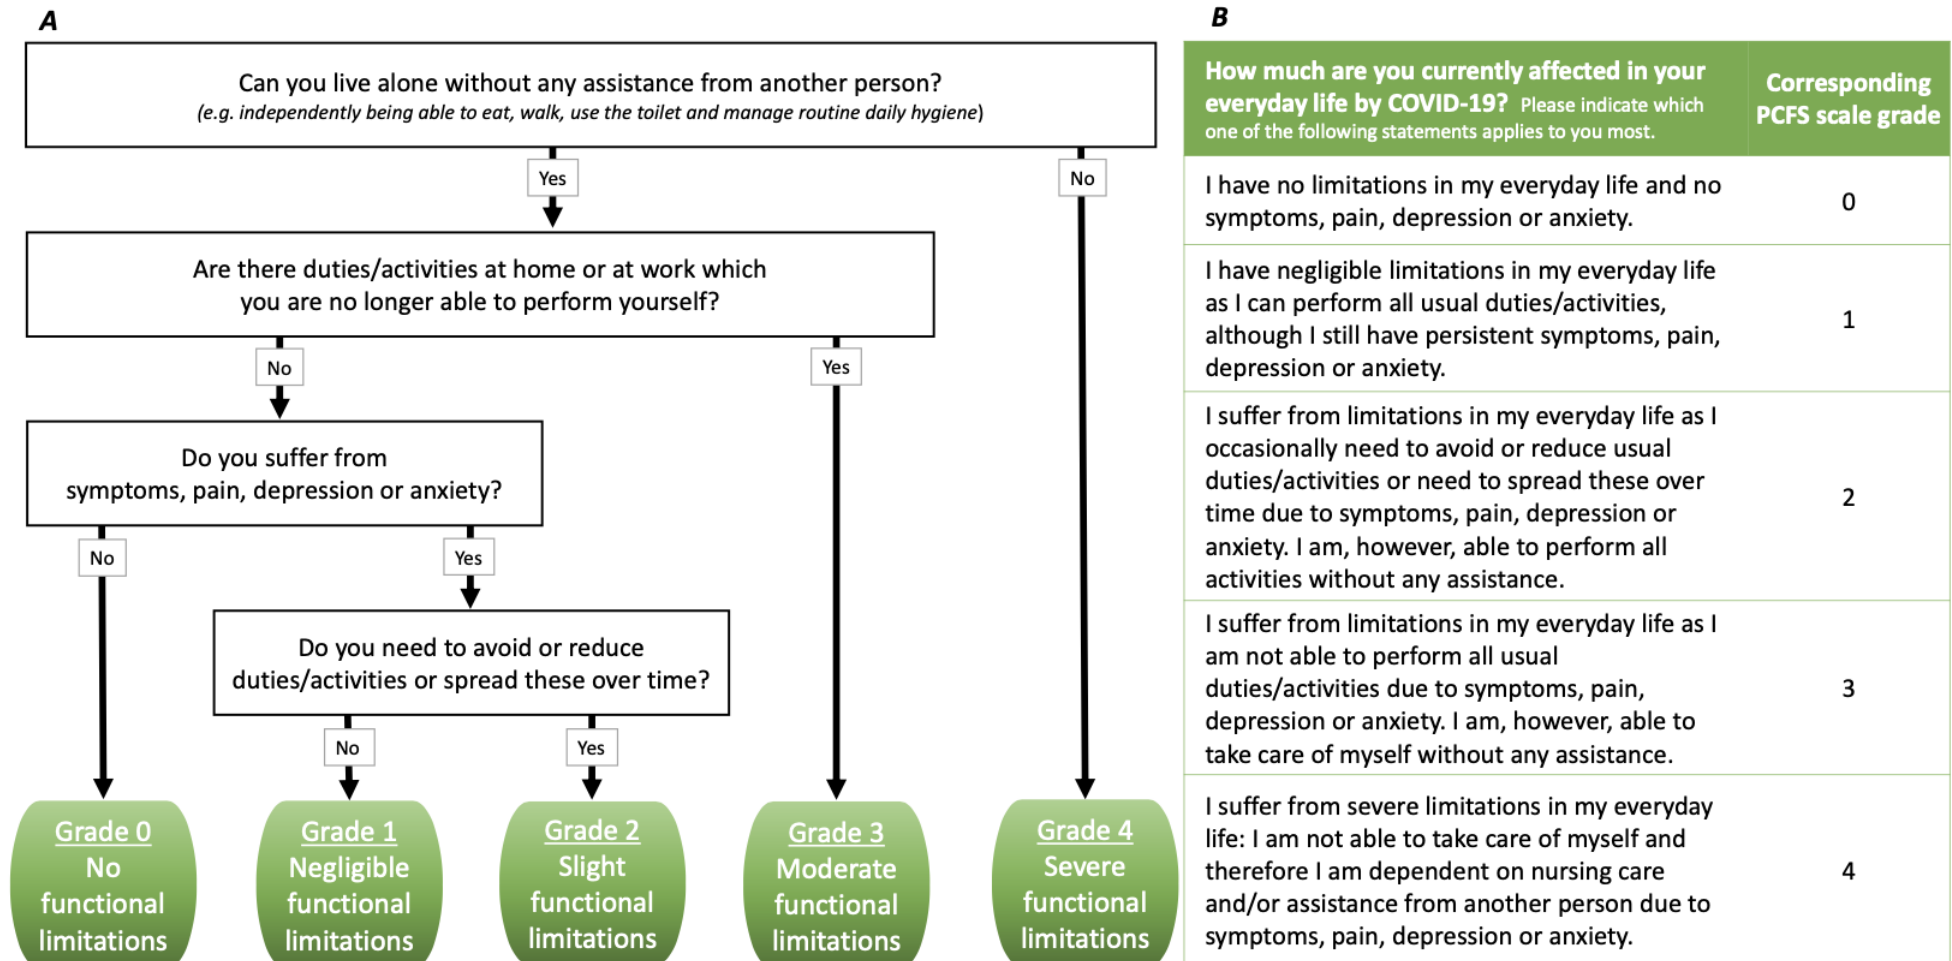 A
Can you live alone without any assistance from another person?
(e.g. independently being able to eat, walk, use the toilet and manage routine daily hygiene)
Yes
No
Are there duties/activities at home or at work which
you are no longer able to perform yourself?
No
Yes
Do you suffer from
symptoms, pain, depression or anxiety?
No
Yes
Do you need to avoid or reduce
duties/activities or spread these over time?
No
Yes
Grade 0
No
functional
limitations
Grade 1
Negligible
functional
limitations
Grade 2
Slight
functional
limitations
Grade 3
Moderate
functional
limitations
Grade 4
Severe
functional
limitations
B
How much are you currently affected in your
everyday life by COVID-19? Please indicate which
one of the following statements applies to you most.
Corresponding
PCFS scale grade
I have no limitations in my everyday life and no
symptoms, pain, depression or anxiety.
0
I have negligible limitations in my everyday life
as I can perform all usual duties/activities,
although I still have persistent symptoms, pain,
depression or anxiety.
1
I suffer from limitations in my everyday life as I
occasionally need to avoid or reduce usual
duties/activities or need to spread these over
time due to symptoms, pain, depression or
anxiety. I am, however, able to perform all
activities without any assistance.
2
I suffer from limitations in my everyday life as I
am not able to perform all usual
duties/activities due to symptoms, pain,
depression or anxiety. I am, however, able to
take care of myself without any assistance.
3
I suffer from severe limitations in my everyday
life: I am not able to take care of myself and
therefore I am dependent on nursing care
and/or assistance from another person due to
symptoms, pain, depression or anxiety.
4